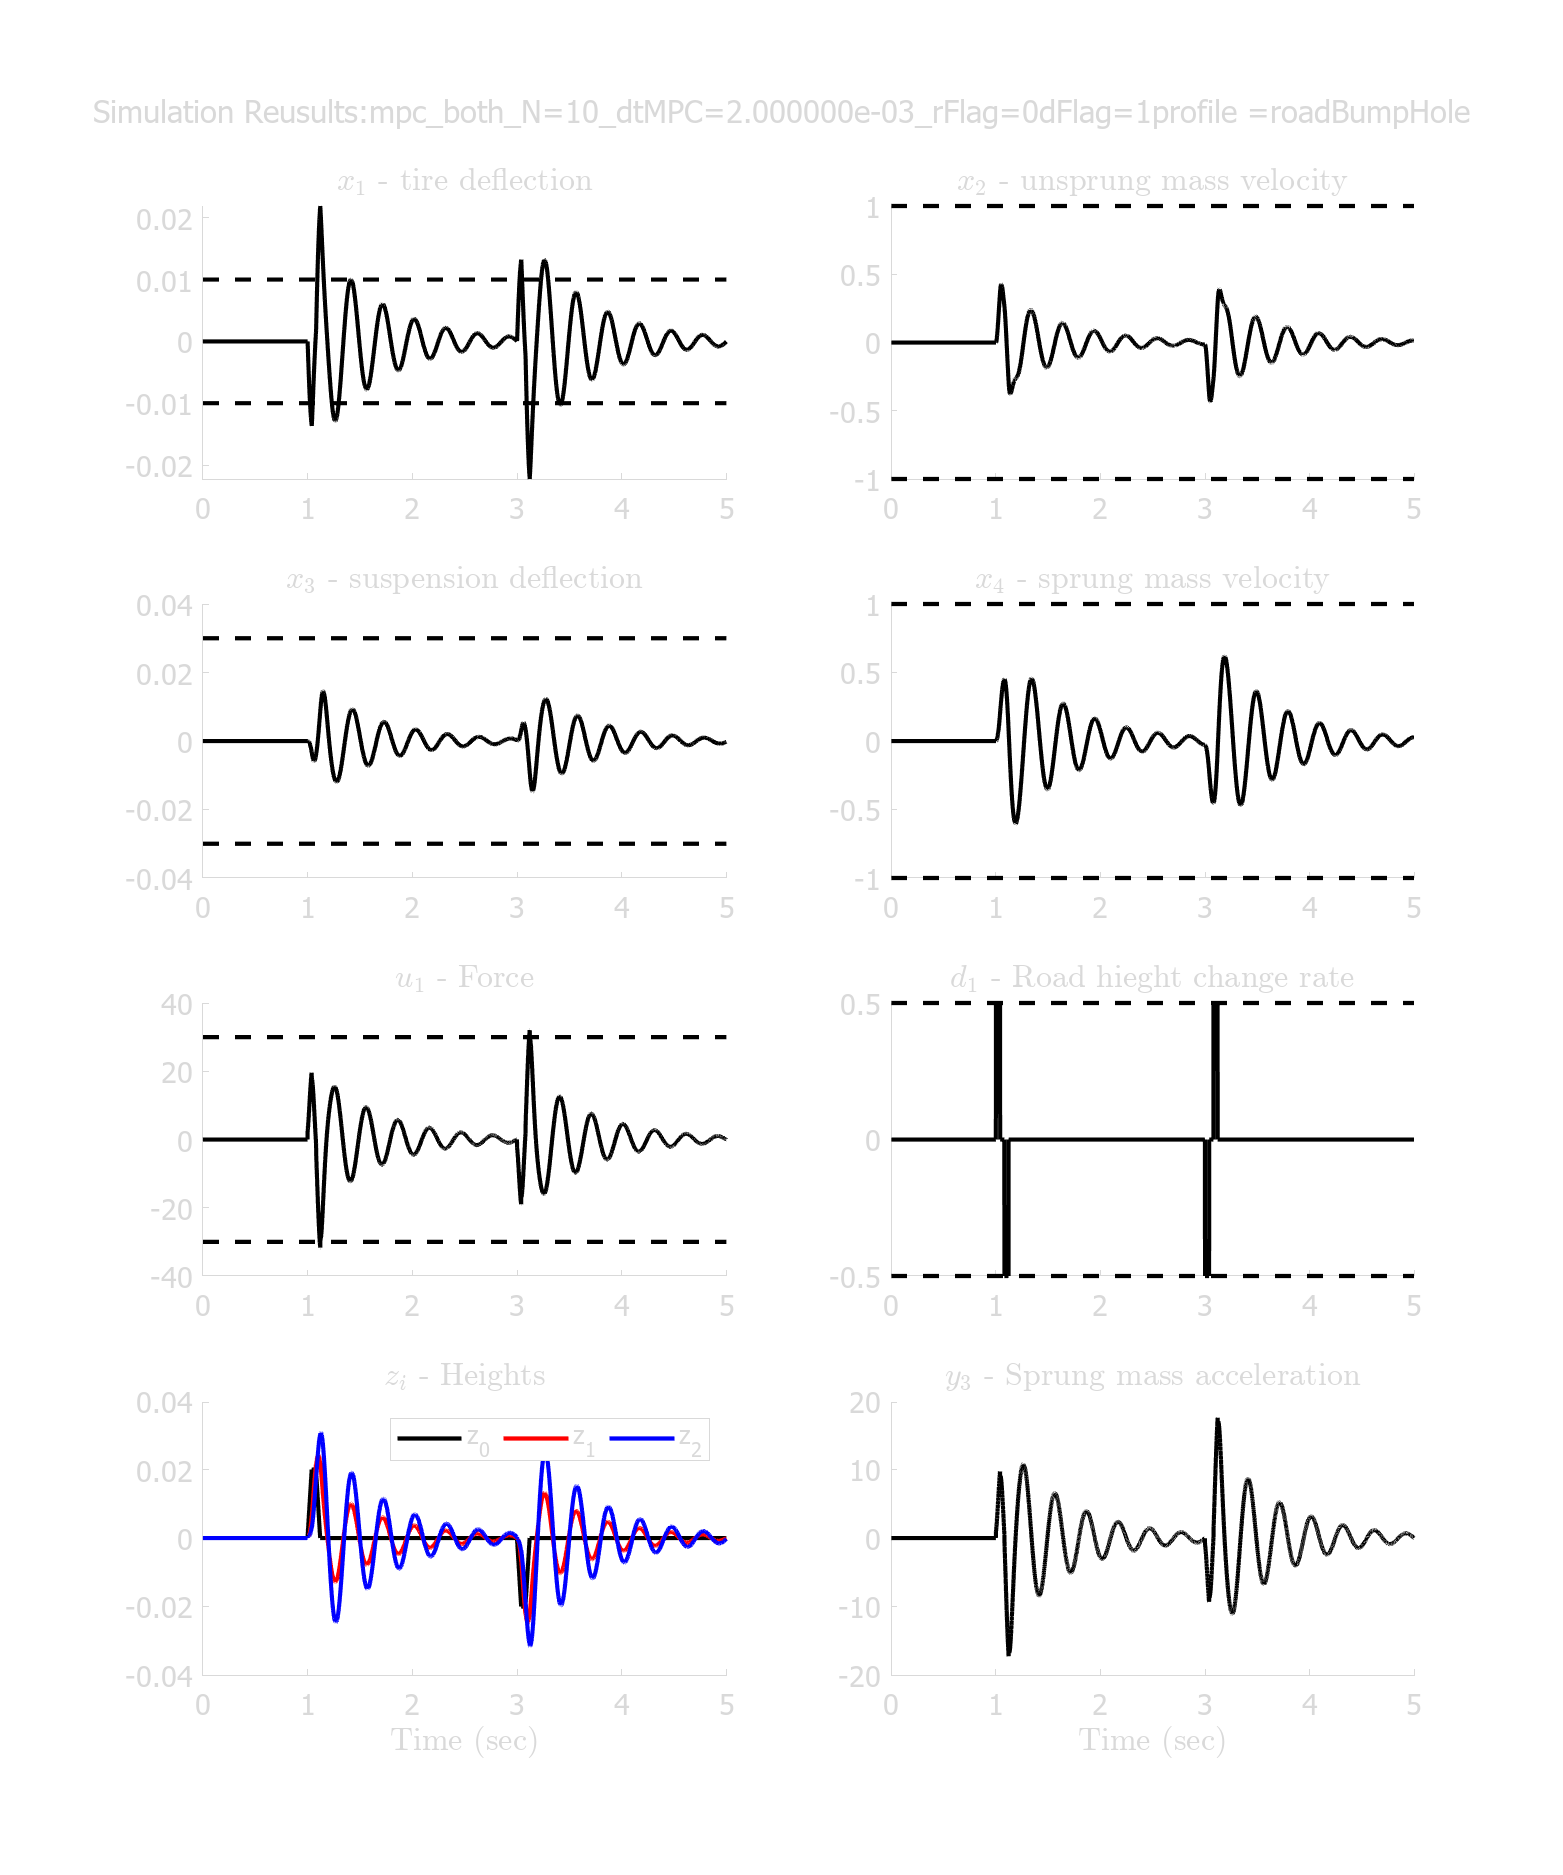 Simulation Reusults:mpc_both_N=10_dtMPC=2.000000e-03_rFlag=0dFlag=1profile =roadBumpHole
x₁ - tire deflection
0.02
0.01
0
-0.01
-0.02
0 1 2 3 4 5
x₂ - unsprung mass velocity
1
0.5
0
-0.5
-1
0 1 2 3 4 5
x₃ - suspension deflection
0.04
0.02
0
-0.02
-0.04
0 1 2 3 4 5
x₄ - sprung mass velocity
1
0.5
0
-0.5
-1
0 1 2 3 4 5
u₁ - Force
40
20
0
-20
-40
0 1 2 3 4 5
d₁ - Road hieght change rate
0.5
0
-0.5
0 1 2 3 4 5
zᵢ - Heights
0.04
0.02
0
-0.02
-0.04
z₀ z₁ z₂
0 1 2 3 4 5
Time (sec)
y₃ - Sprung mass acceleration
20
10
0
-10
-20
0 1 2 3 4 5
Time (sec)